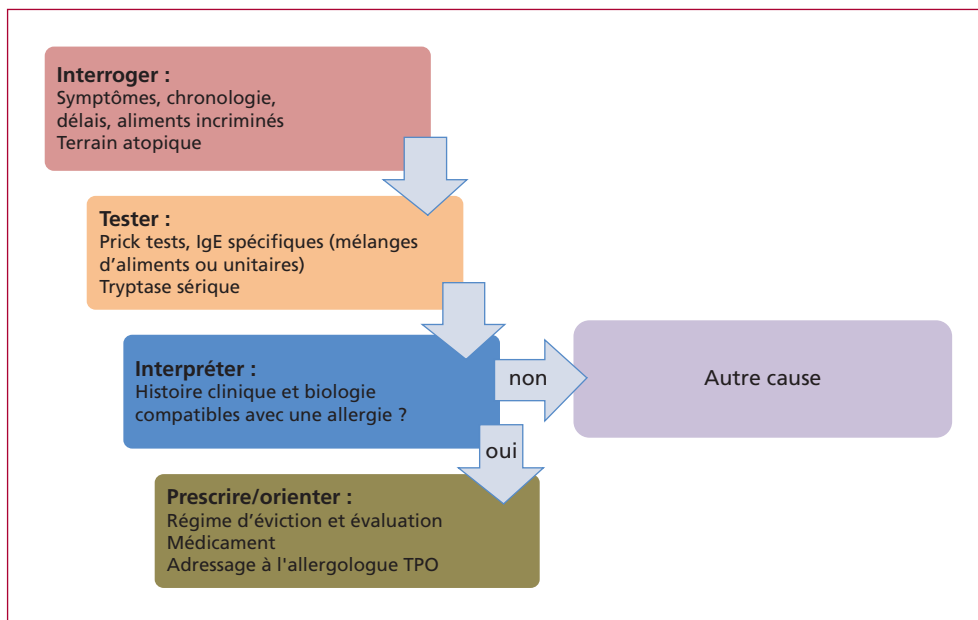 Interroger :
Symptômes, chronologie,
délais, aliments incriminés
Terrain atopique
Tester :
Prick tests, IgE spécifiques (mélanges
d'aliments ou unitaires)
Tryptase sérique
Interpréter :
Histoire clinique et biologie
compatibles avec une allergie ?
non
Autre cause
oui
Prescrire/orienter :
Régime d'éviction et évaluation
Médicament
Adressage à l'allergologue TPO